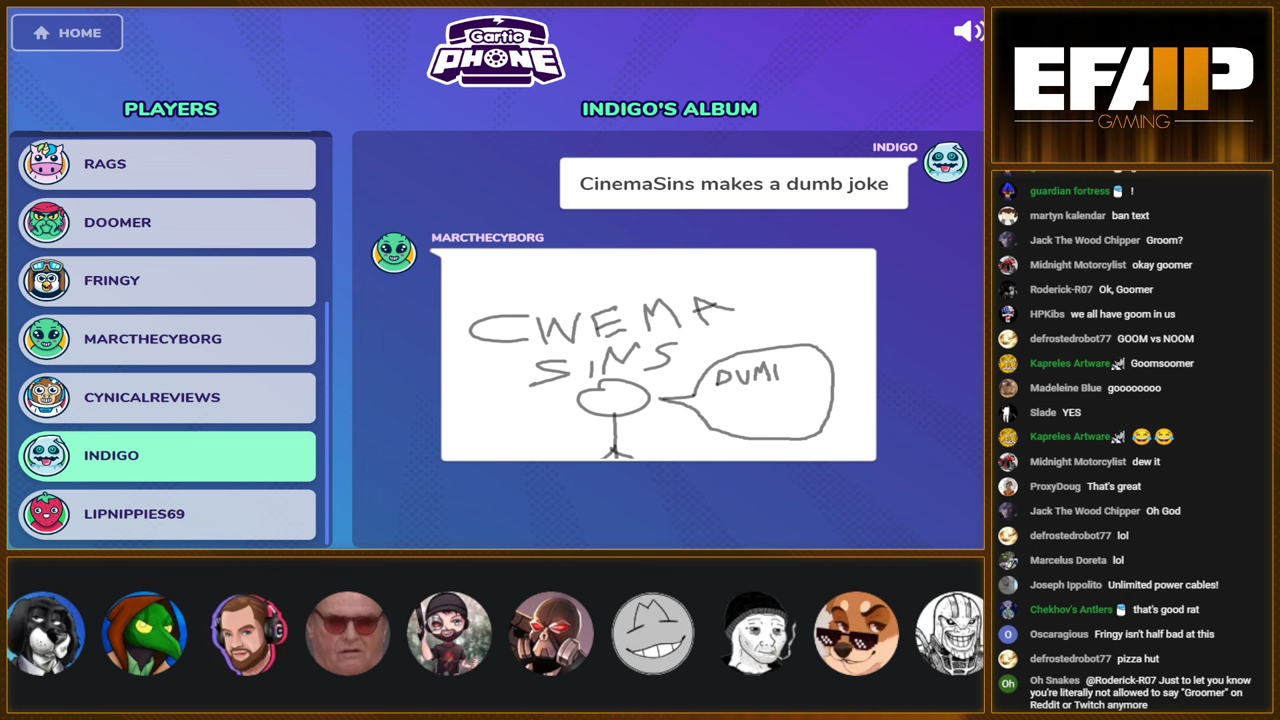 HOME
Gartic
PHONE
PLAYERS
RAGS
DOOMER
FRINGY
MARCTHECYBORG
CYNICALREVIEWS
INDIGO
LIPNIPPIES69
INDIGO'S ALBUM
INDIGO
CinemaSins makes a dumb joke
MARCTHECYBORG
CWEMA
SINS
DUMI
EFAP
GAMING
guardian fortress !
martyn kalendar ban text
Jack The Wood Chipper Groom?
Midnight Motorcylist okay goomer
Roderick-R07 Ok, Goomer
HPKibs we all have goom in us
defrostedrobot77 GOOM vs NOOM
Kapreles Artware Goomsoomer
Madeleine Blue goooooooo
Slade YES
Kapreles Artware 😂 😂
Midnight Motorcylist dew it
ProxyDoug That's great
Jack The Wood Chipper Oh God
defrostedrobot77 lol
Marcelus Doreta lol
Joseph Ippolito Unlimited power cables!
Chekhov's Antlers that's good rat
O Oscaragious Fringy isn't half bad at this
defrostedrobot77 pizza hut
Oh Oh Snakes @Roderick-R07 Just to let you know
you're literally not allowed to say "Groomer" on
Reddit or Twitch anymore